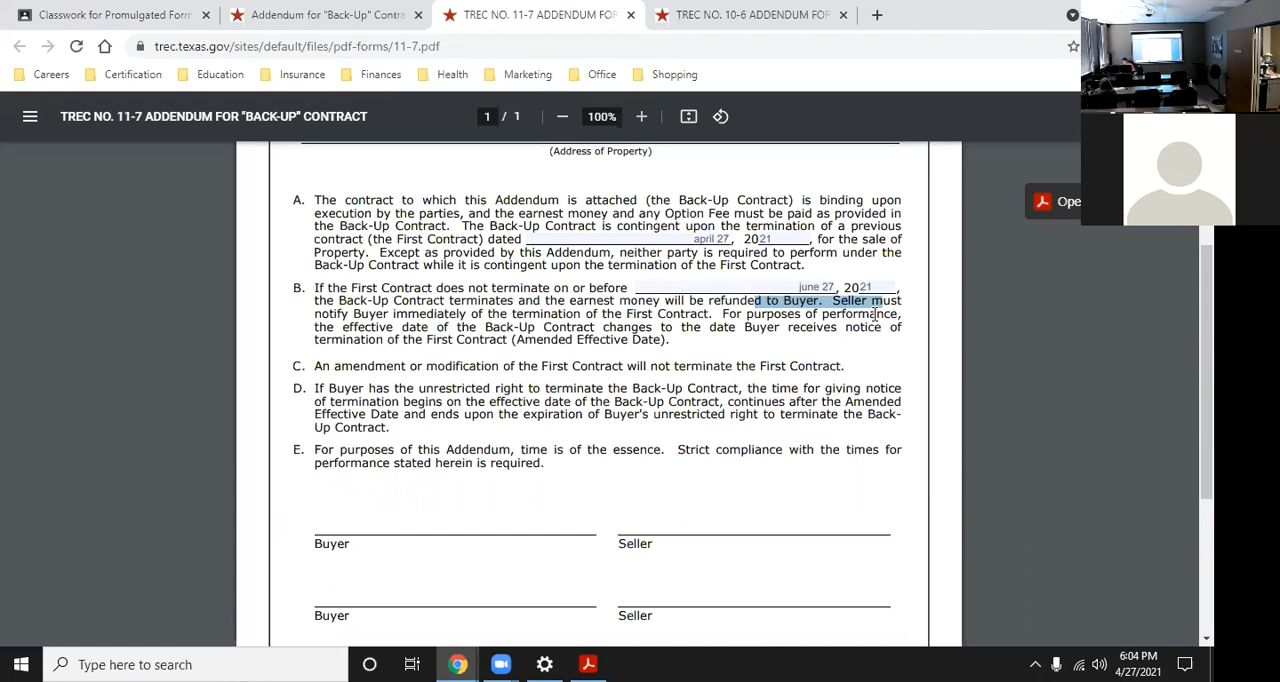 Classwork for Promulgated Form
Addendum for "Back-Up" Contra
TREC NO. 11-7 ADDENDUM FOR
TREC NO. 10-6 ADDENDUM FOR
trec.texas.gov/sites/default/files/pdf-forms/11-7.pdf
Careers Certification Education Insurance Finances Health Marketing Office Shopping
TREC NO. 11-7 ADDENDUM FOR "BACK-UP" CONTRACT
1 / 1
100%
Ope
(Address of Property)
A. The contract to which this Addendum is attached (the Back-Up Contract) is binding upon
execution by the parties, and the earnest money and any Option Fee must be paid as provided in
the Back-Up Contract. The Back-Up Contract is contingent upon the termination of a previous
contract (the First Contract) dated april 27, 2021, for the sale of
Property. Except as provided by this Addendum, neither party is required to perform under the
Back-Up Contract while it is contingent upon the termination of the First Contract.
B. If the First Contract does not terminate on or before june 27, 2021,
the Back-Up Contract terminates and the earnest money will be refunded to Buyer. Seller must
notify Buyer immediately of the termination of the First Contract. For purposes of performance,
the effective date of the Back-Up Contract changes to the date Buyer receives notice of
termination of the First Contract (Amended Effective Date).
C. An amendment or modification of the First Contract will not terminate the First Contract.
D. If Buyer has the unrestricted right to terminate the Back-Up Contract, the time for giving notice
of termination begins on the effective date of the Back-Up Contract, continues after the Amended
Effective Date and ends upon the expiration of Buyer's unrestricted right to terminate the Back-
Up Contract.
E. For purposes of this Addendum, time is of the essence. Strict compliance with the times for
performance stated herein is required.
Buyer Seller
Buyer Seller
Type here to search
6:04 PM
4/27/2021